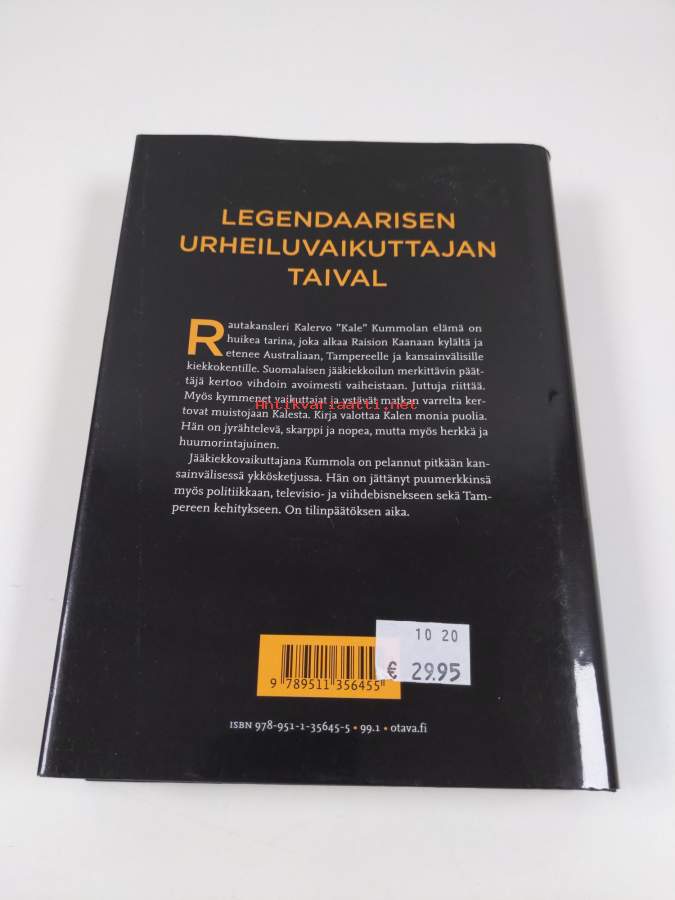 LEGENDAARISEN
URHEILUVAIKUTTAJAN
TAIVAL
Rautakansleri Kalervo "Kale" Kummolan elämä on
huikea tarina, joka alkaa Raision Kaanaan kylältä ja
etenee Australiaan, Tampereelle ja kansainvälisille
kiekkokentille. Suomalaisen jääkiekkoilun merkittävin päät-
täjä kertoo vihdoin avoimesti vaiheistaan. Juttuja riittää.
Myös kymmenet vaikuttajat ja ystävät matkan varrelta ker-
Antikvariaatti.net
tovat muistojaan Kalesta. Kirja valottaa Kalen monia puolia.
Hän on jyrähtelevä, skarppi ja nopea, mutta myös herkkä ja
huumorintajuinen.
Jääkiekkovaikuttajana Kummola on pelannut pitkään kan-
sainvälisessä ykkösketjussa. Hän on jättänyt puumerkkinsä
myös politiikkaan, televisio- ja viihdebisnekseen sekä Tam-
pereen kehitykseen. On tilinpäätöksen aika.
10 20
€ 29.95
9 789511 356455
ISBN 978-951-1-35645-5 • 99.1 • otava.fi